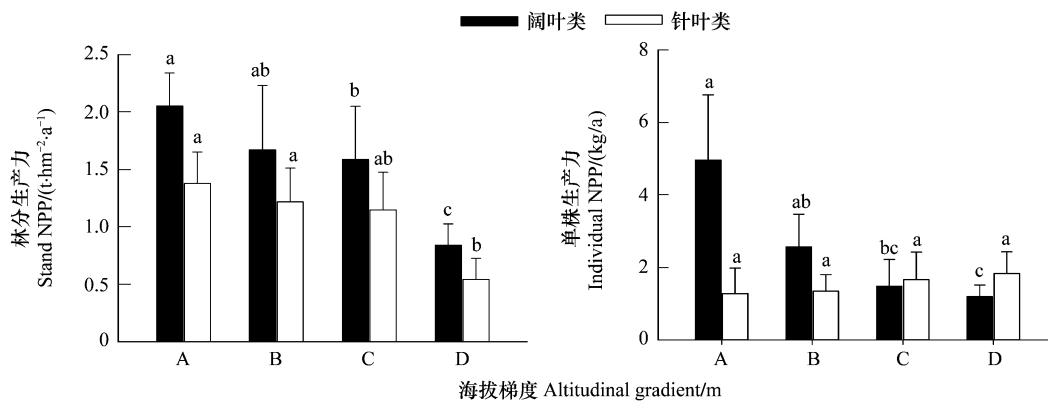 阔叶类 针叶类
林分生产力
Stand NPP/(t·hm⁻²·a⁻¹)
2.5
2.0
1.5
1.0
0.5
0
a a ab a b ab c b
A B C D
单株生产力
Individual NPP/(kg/a)
8
6
4
2
0
a a ab a bc a c a
A B C D
海拔梯度 Altitudinal gradient/m